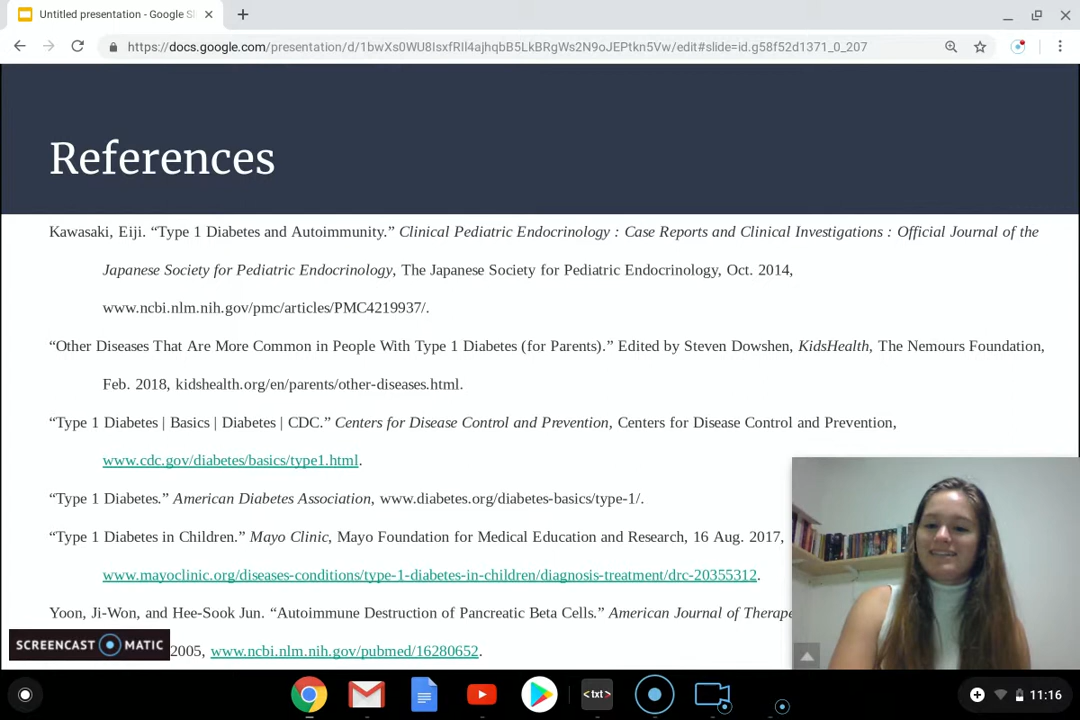 Untitled presentation - Google Sl
https://docs.google.com/presentation/d/1bwXs0WU8IsxfRIl4ajhqbB5LkBRgWs2N9oJEPtkn5Vw/edit#slide=id.g58f52d1371_0_207
References
Kawasaki, Eiji. “Type 1 Diabetes and Autoimmunity.” Clinical Pediatric Endocrinology : Case Reports and Clinical Investigations : Official Journal of the
Japanese Society for Pediatric Endocrinology, The Japanese Society for Pediatric Endocrinology, Oct. 2014,
www.ncbi.nlm.nih.gov/pmc/articles/PMC4219937/.
“Other Diseases That Are More Common in People With Type 1 Diabetes (for Parents).” Edited by Steven Dowshen, KidsHealth, The Nemours Foundation,
Feb. 2018, kidshealth.org/en/parents/other-diseases.html.
“Type 1 Diabetes | Basics | Diabetes | CDC.” Centers for Disease Control and Prevention, Centers for Disease Control and Prevention,
www.cdc.gov/diabetes/basics/type1.html.
“Type 1 Diabetes.” American Diabetes Association, www.diabetes.org/diabetes-basics/type-1/.
“Type 1 Diabetes in Children.” Mayo Clinic, Mayo Foundation for Medical Education and Research, 16 Aug. 2017,
www.mayoclinic.org/diseases-conditions/type-1-diabetes-in-children/diagnosis-treatment/drc-20355312.
Yoon, Ji-Won, and Hee-Sook Jun. “Autoimmune Destruction of Pancreatic Beta Cells.” American Journal of Therape
SCREENCAST MATIC
2005, www.ncbi.nlm.nih.gov/pubmed/16280652.
<txt>
11:16